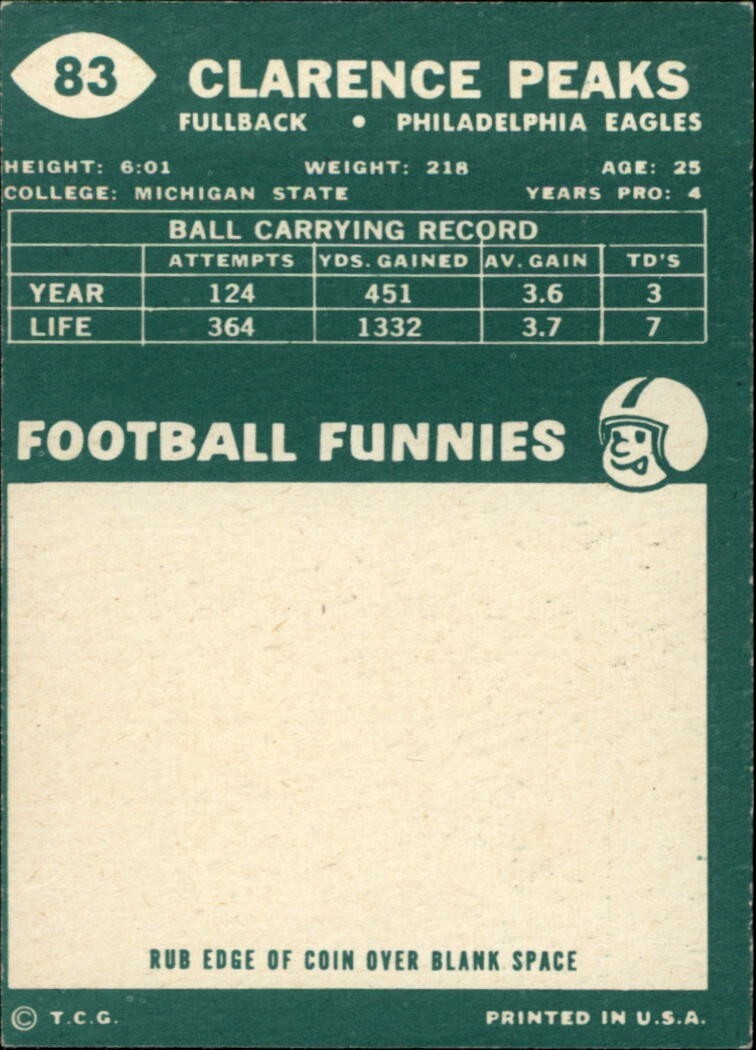 83
CLARENCE PEAKS
FULLBACK • PHILADELPHIA EAGLES
HEIGHT: 6:01 WEIGHT: 218 AGE: 25
COLLEGE: MICHIGAN STATE YEARS PRO: 4
BALL CARRYING RECORD
ATTEMPTS YDS. GAINED AV. GAIN TD'S
YEAR 124 451 3.6 3
LIFE 364 1332 3.7 7
FOOTBALL FUNNIES
RUB EDGE OF COIN OVER BLANK SPACE
© T.C.G. PRINTED IN U.S.A.